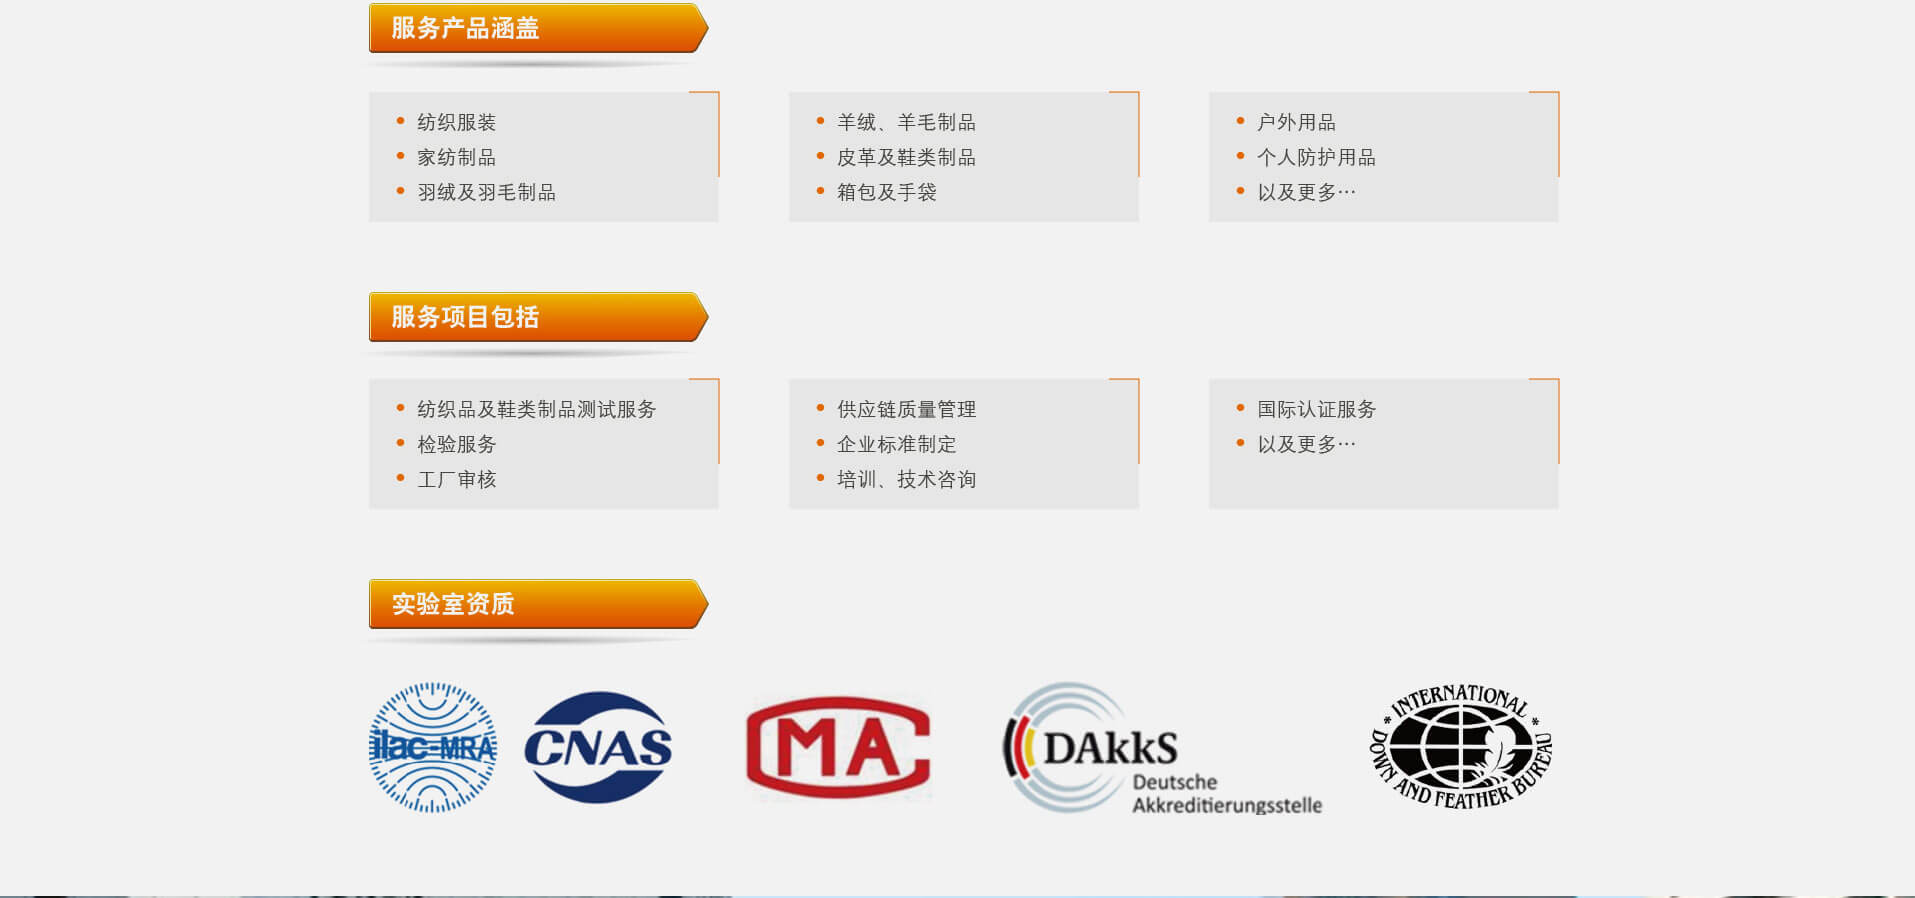 服务产品涵盖
纺织服装
家纺制品
羽绒及羽毛制品
羊绒、羊毛制品
皮革及鞋类制品
箱包及手袋
户外用品
个人防护用品
以及更多…
服务项目包括
纺织品及鞋类制品测试服务
检验服务
工厂审核
供应链质量管理
企业标准制定
培训、技术咨询
国际认证服务
以及更多…
实验室资质
ilac-MRA
CNAS
MA
DAkkS
Deutsche
Akkreditierungsstelle
* INTERNATIONAL *
DOWN AND FEATHER BUREAU